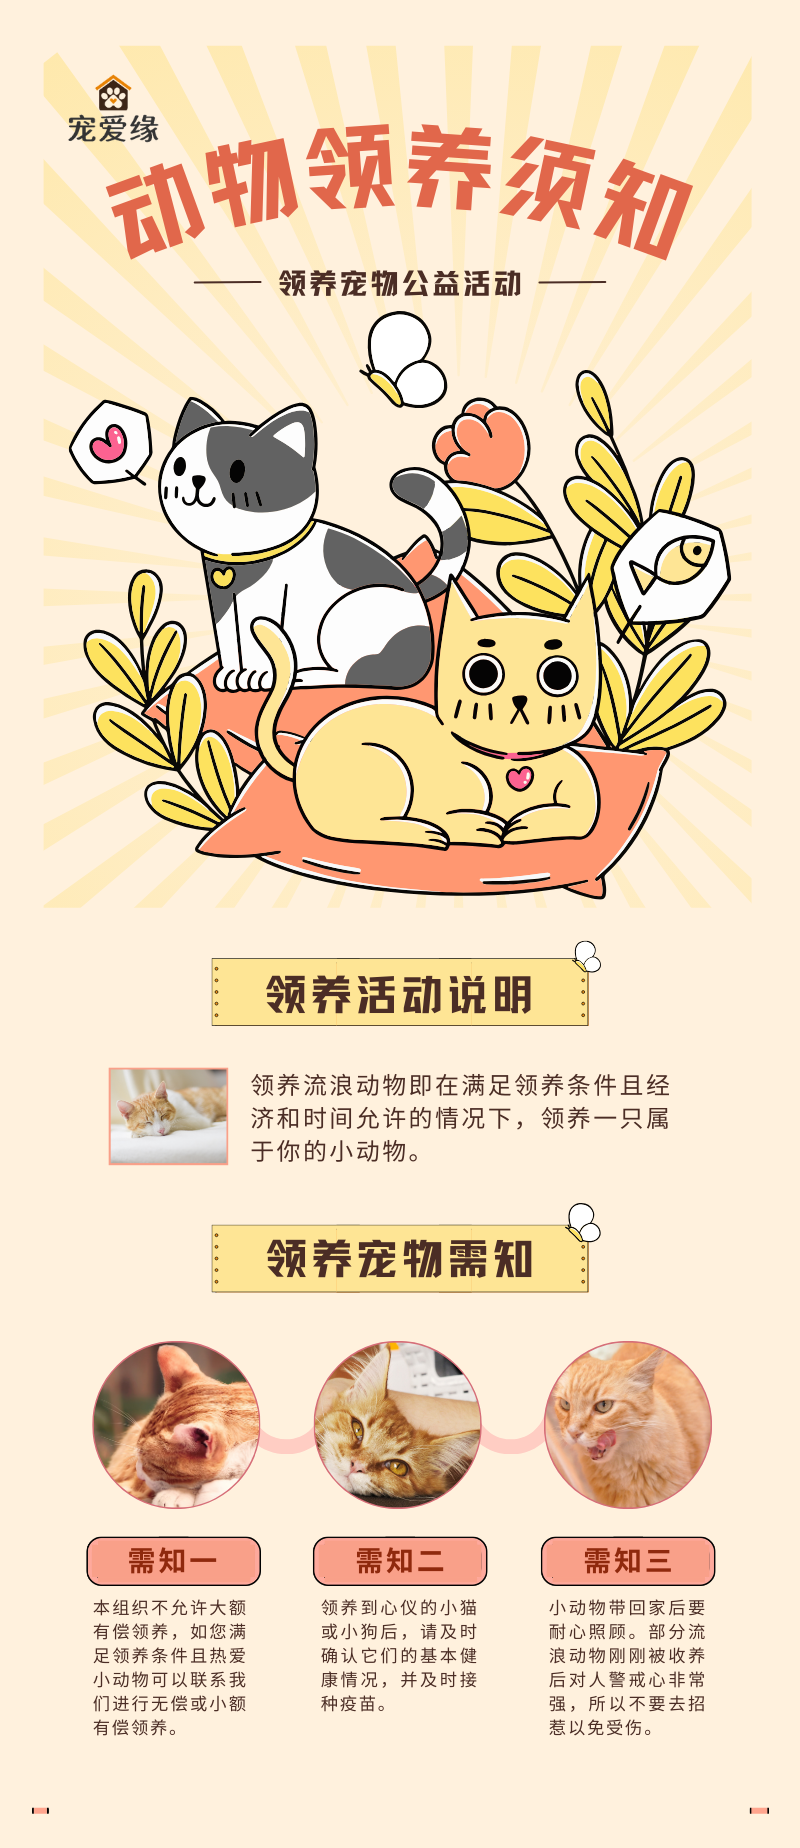 宠爱缘
动物领养须知
领养宠物公益活动
领养活动说明
领养流浪动物即在满足领养条件且经
济和时间允许的情况下，领养一只属
于你的小动物。
领养宠物需知
需知一
本组织不允许大额
有偿领养，如您满
足领养条件且热爱
小动物可以联系我
们进行无偿或小额
有偿领养。
需知二
领养到心仪的小猫
或小狗后，请及时
确认它们的基本健
康情况，并及时接
种疫苗。
需知三
小动物带回家后要
耐心照顾。部分流
浪动物刚刚被收养
后对人警戒心非常
强，所以不要去招
惹以免受伤。